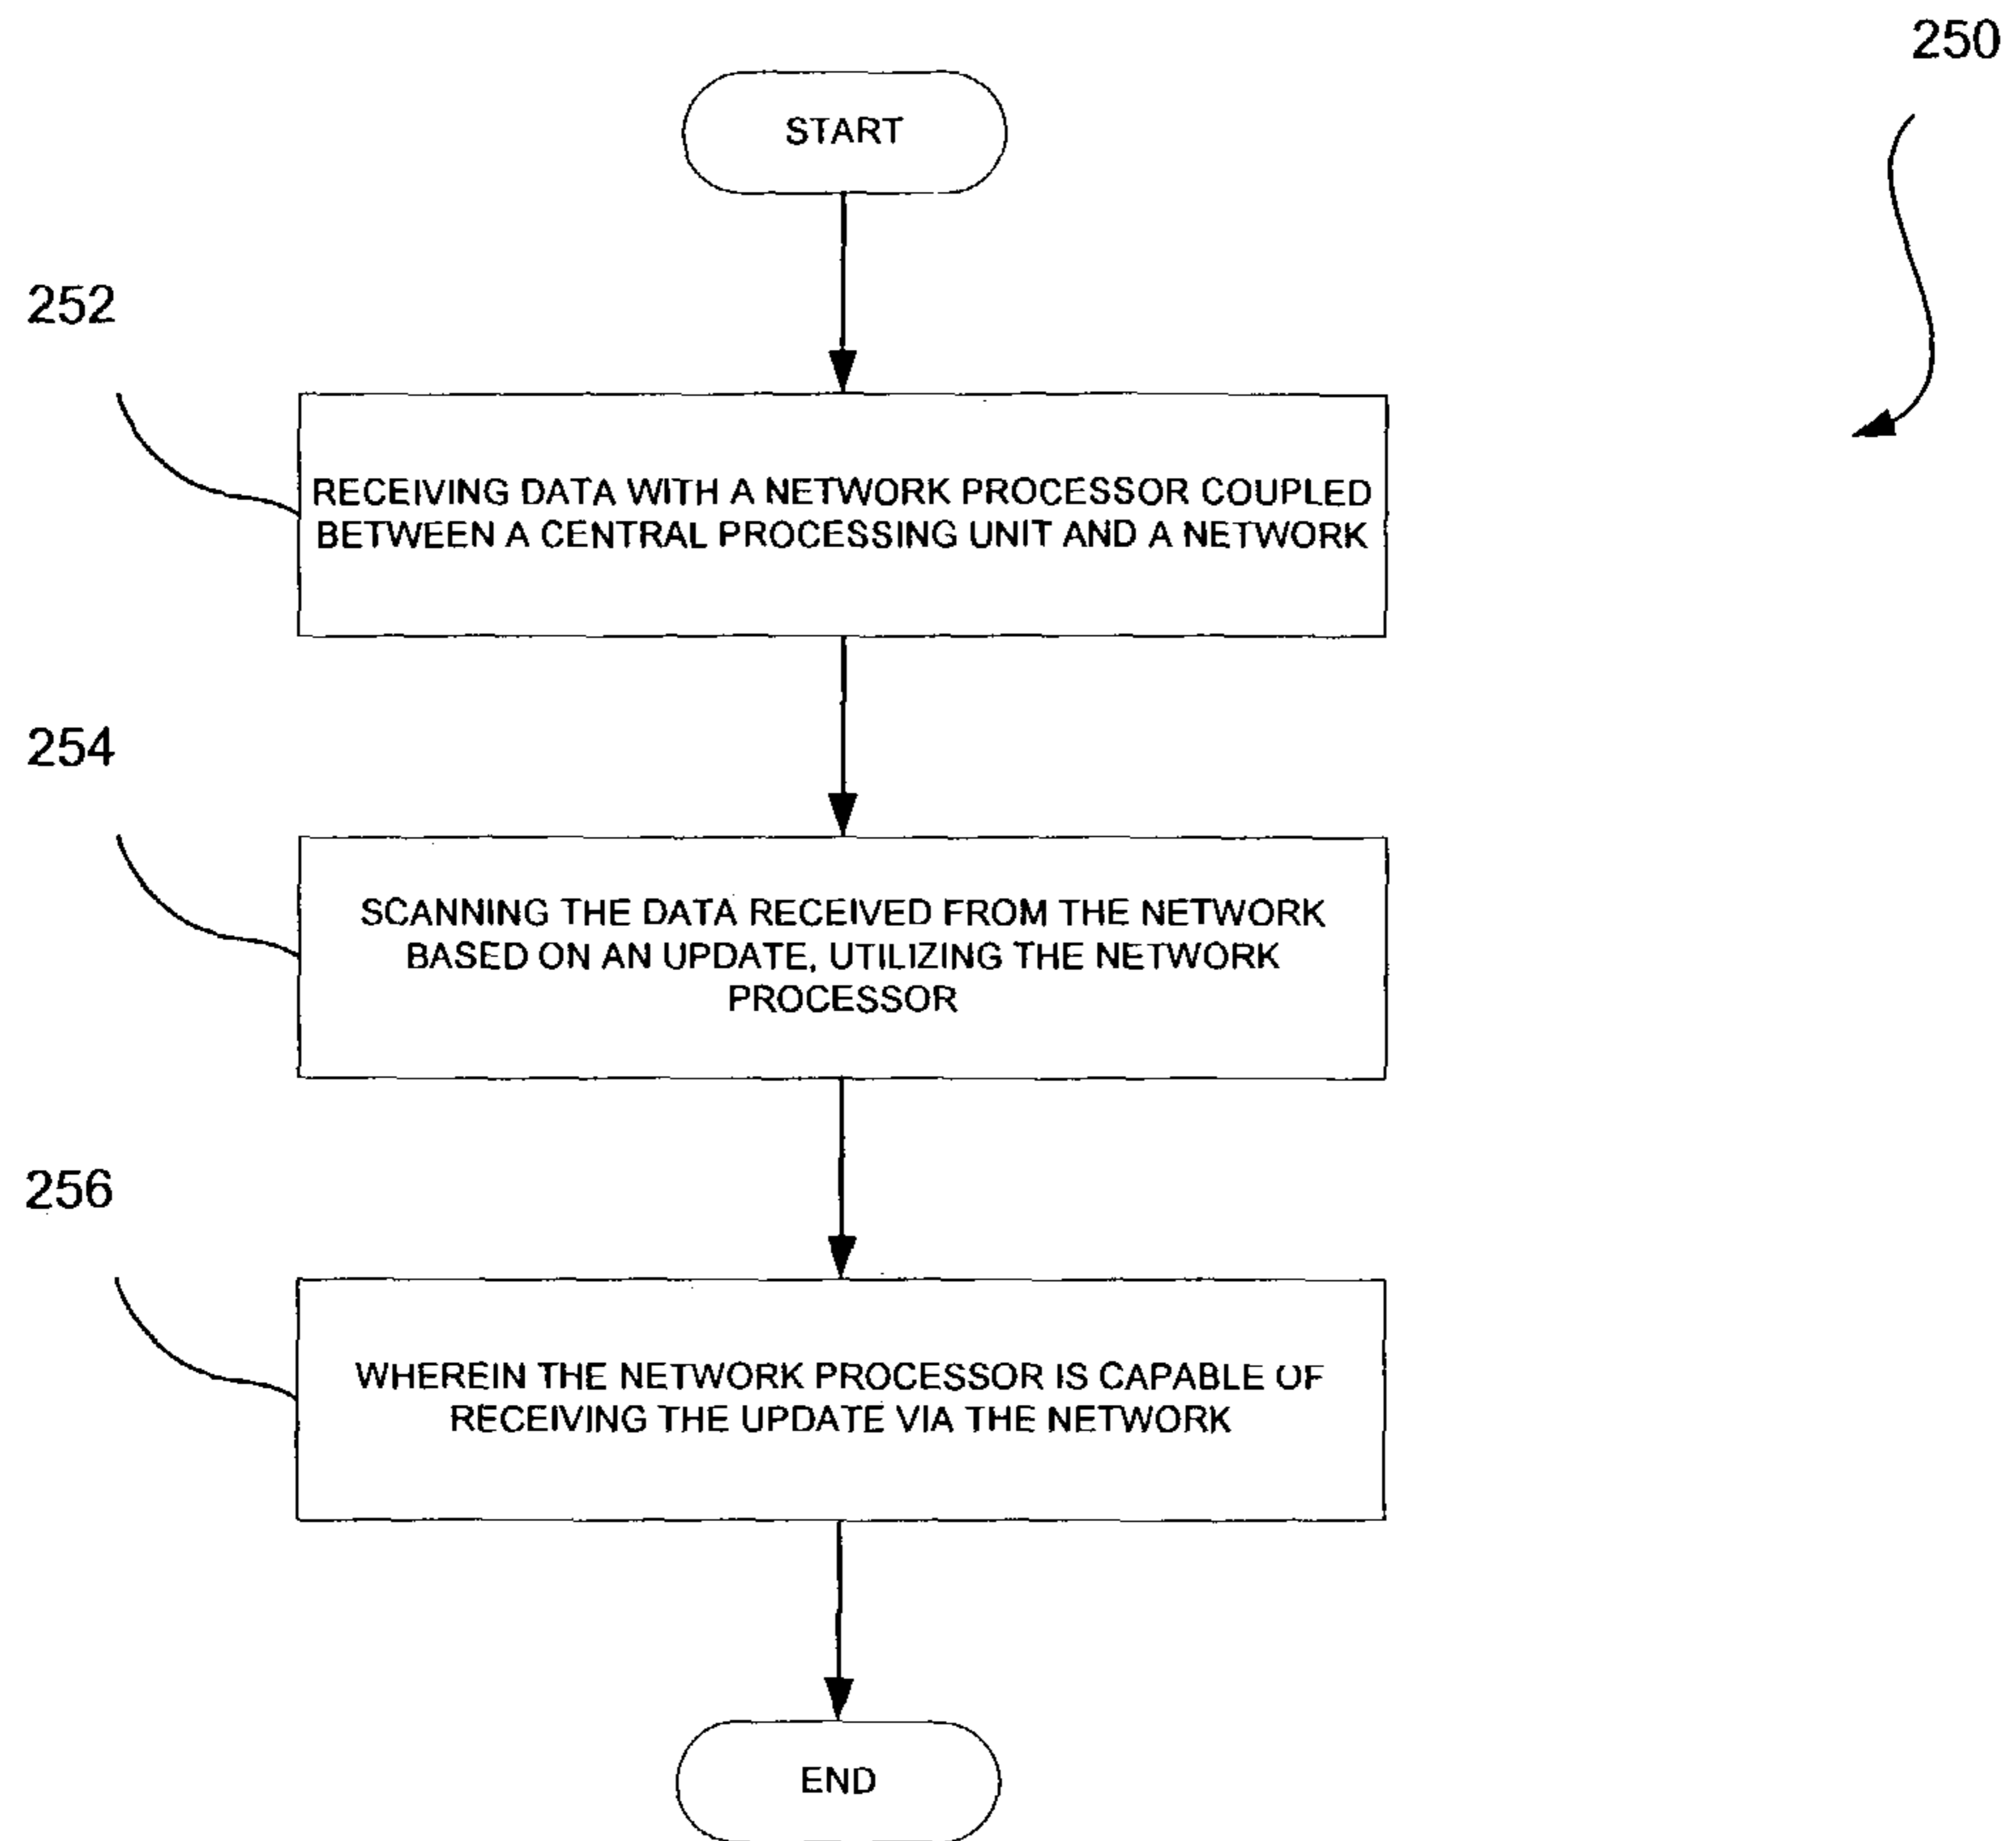 250
START
252
RECEIVING DATA WITH A NETWORK PROCESSOR COUPLED
BETWEEN A CENTRAL PROCESSING UNIT AND A NETWORK
254
SCANNING THE DATA RECEIVED FROM THE NETWORK
BASED ON AN UPDATE, UTILIZING THE NETWORK
PROCESSOR
256
WHEREIN THE NETWORK PROCESSOR IS CAPABLE OF
RECEIVING THE UPDATE VIA THE NETWORK
END